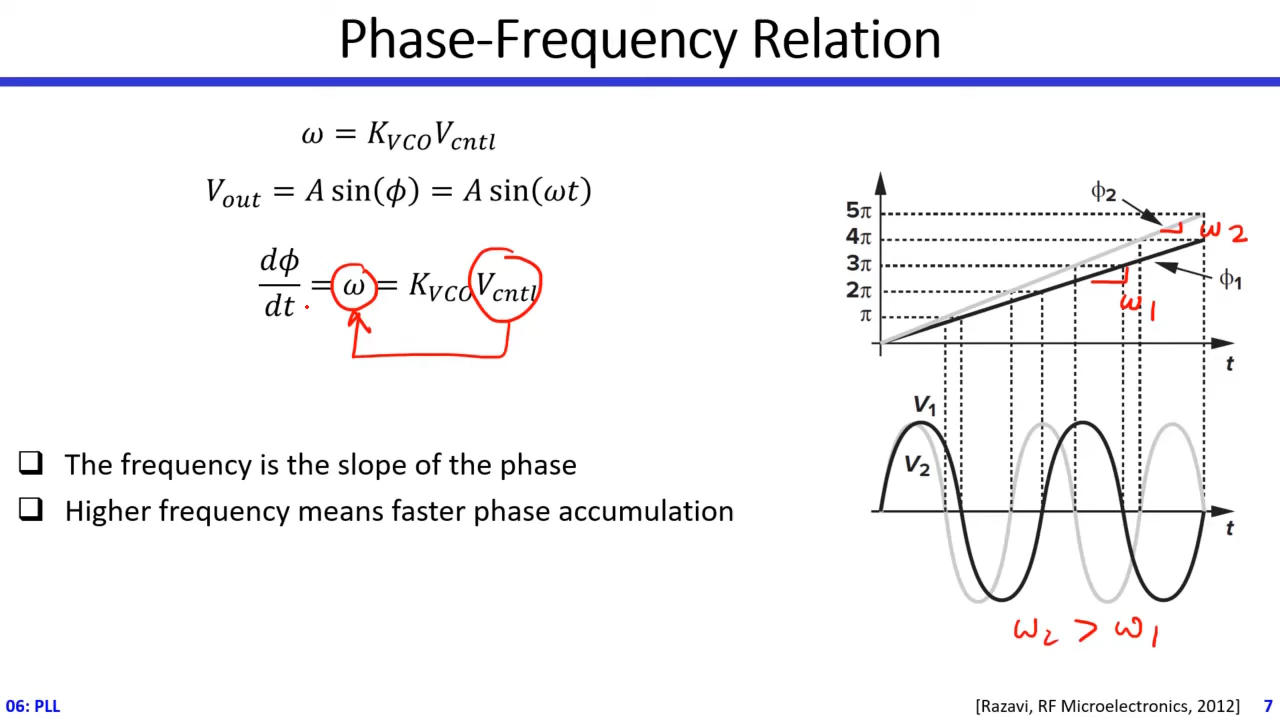 Phase-Frequency Relation
ω = K_VCO V_cntl
V_out = A sin(ϕ) = A sin(ωt)
dϕ/dt = ω = K_VCO V_cntl
❑ The frequency is the slope of the phase
❑ Higher frequency means faster phase accumulation
ϕ2
5π
4π
3π
2π
π
ω2
ϕ1
ω1
t
V1
V2
t
ω2 > ω1
06: PLL
[Razavi, RF Microelectronics, 2012] 7